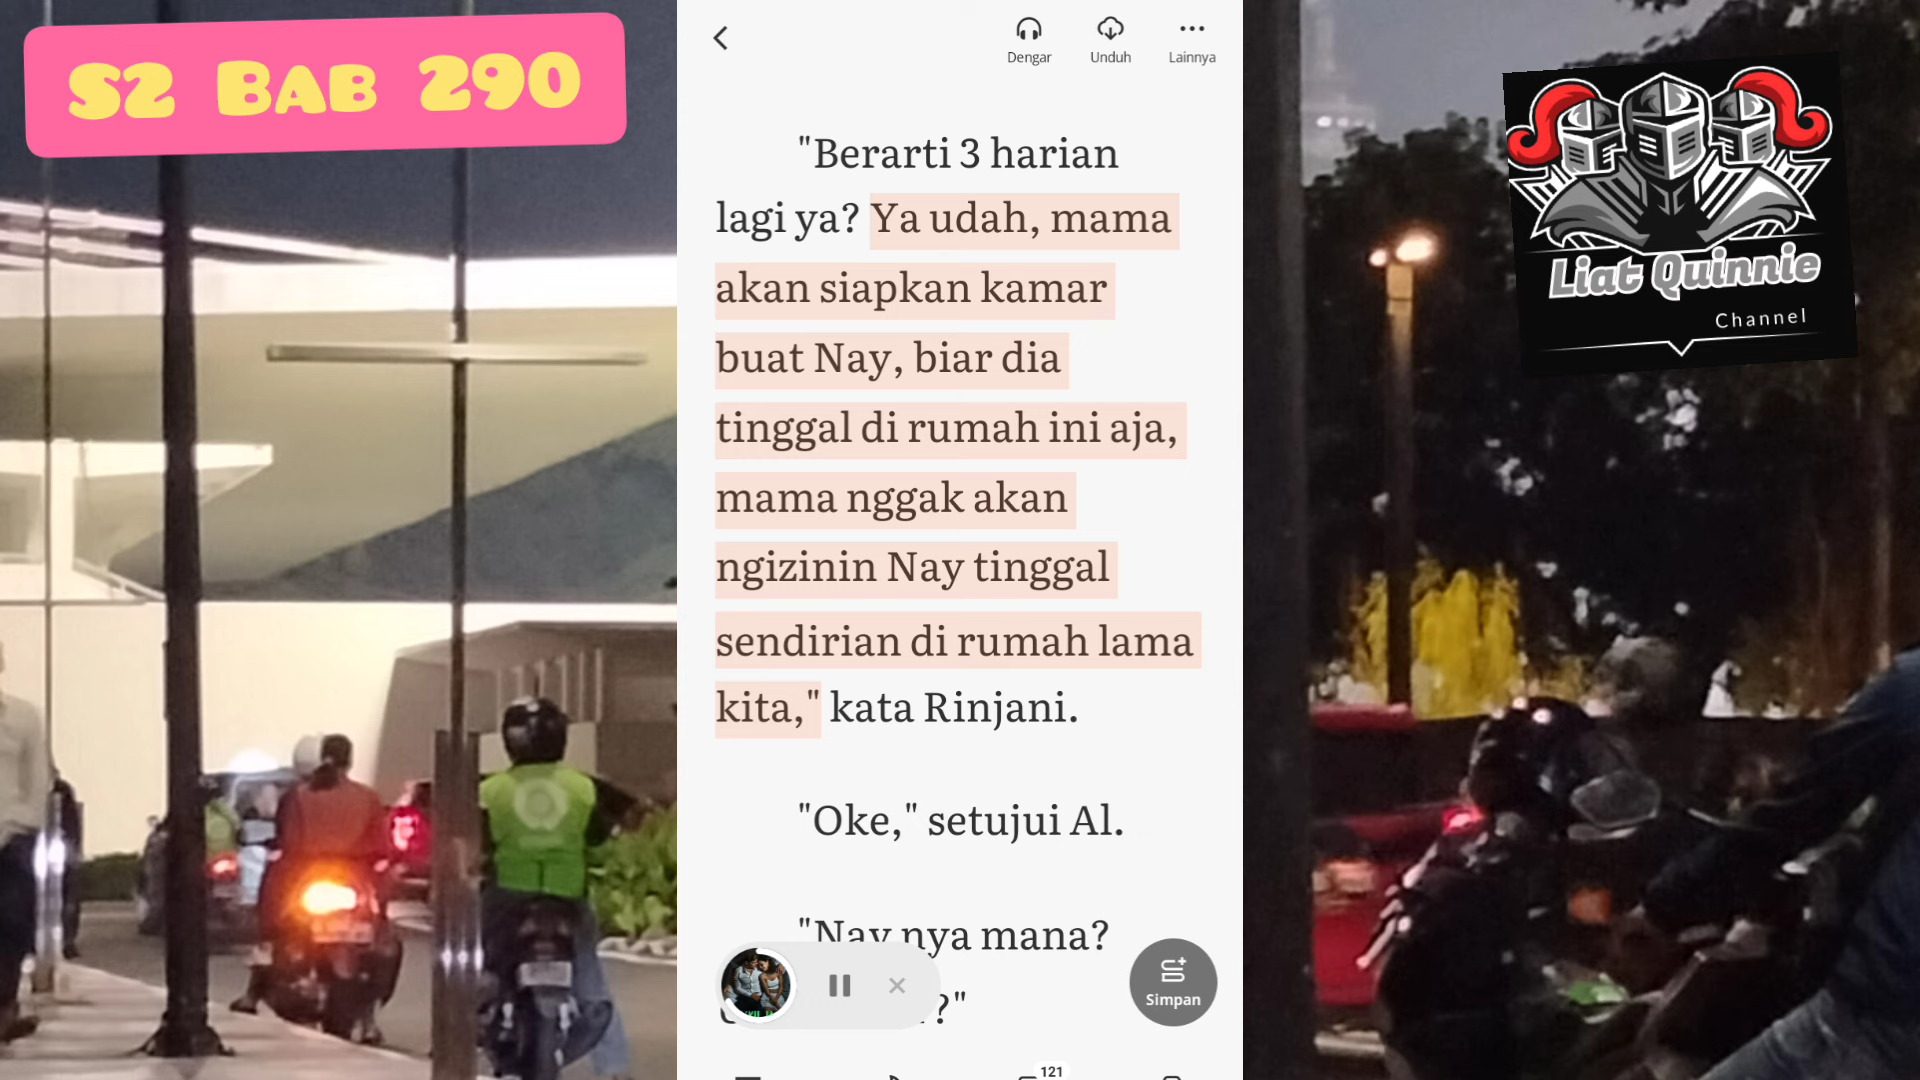 S2 BAB 290
Dengar
Unduh
Lainnya
"Berarti 3 harian
lagi ya? Ya udah, mama
akan siapkan kamar
buat Nay, biar dia
tinggal di rumah ini aja,
mama nggak akan
ngizinin Nay tinggal
sendirian di rumah lama
kita," kata Rinjani.
"Oke," setujui Al.
"Nay nya mana?
?"
Simpan
121
Liat Quinnie
Channel